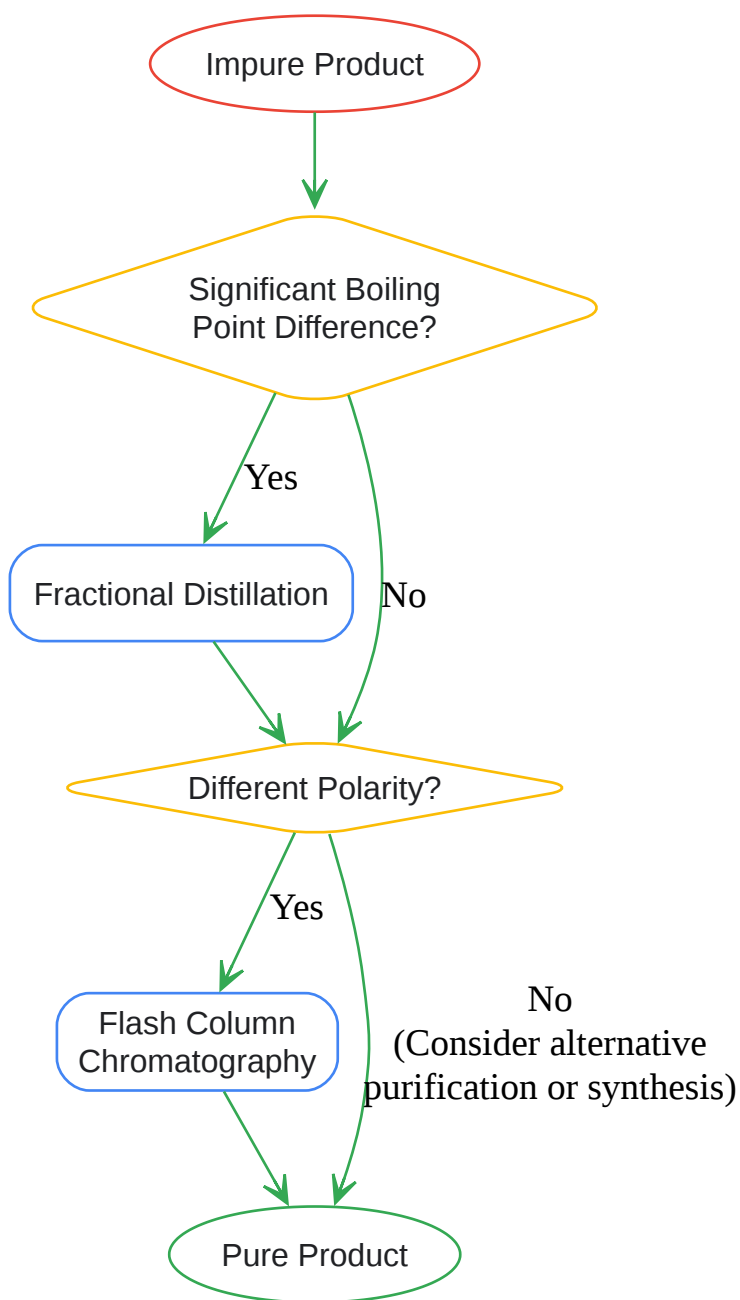 Impure Product
Significant Boiling
Point Difference?
Yes
Fractional Distillation
No
Different Polarity?
Yes
No
(Consider alternative
purification or synthesis)
Flash Column
Chromatography
Pure Product